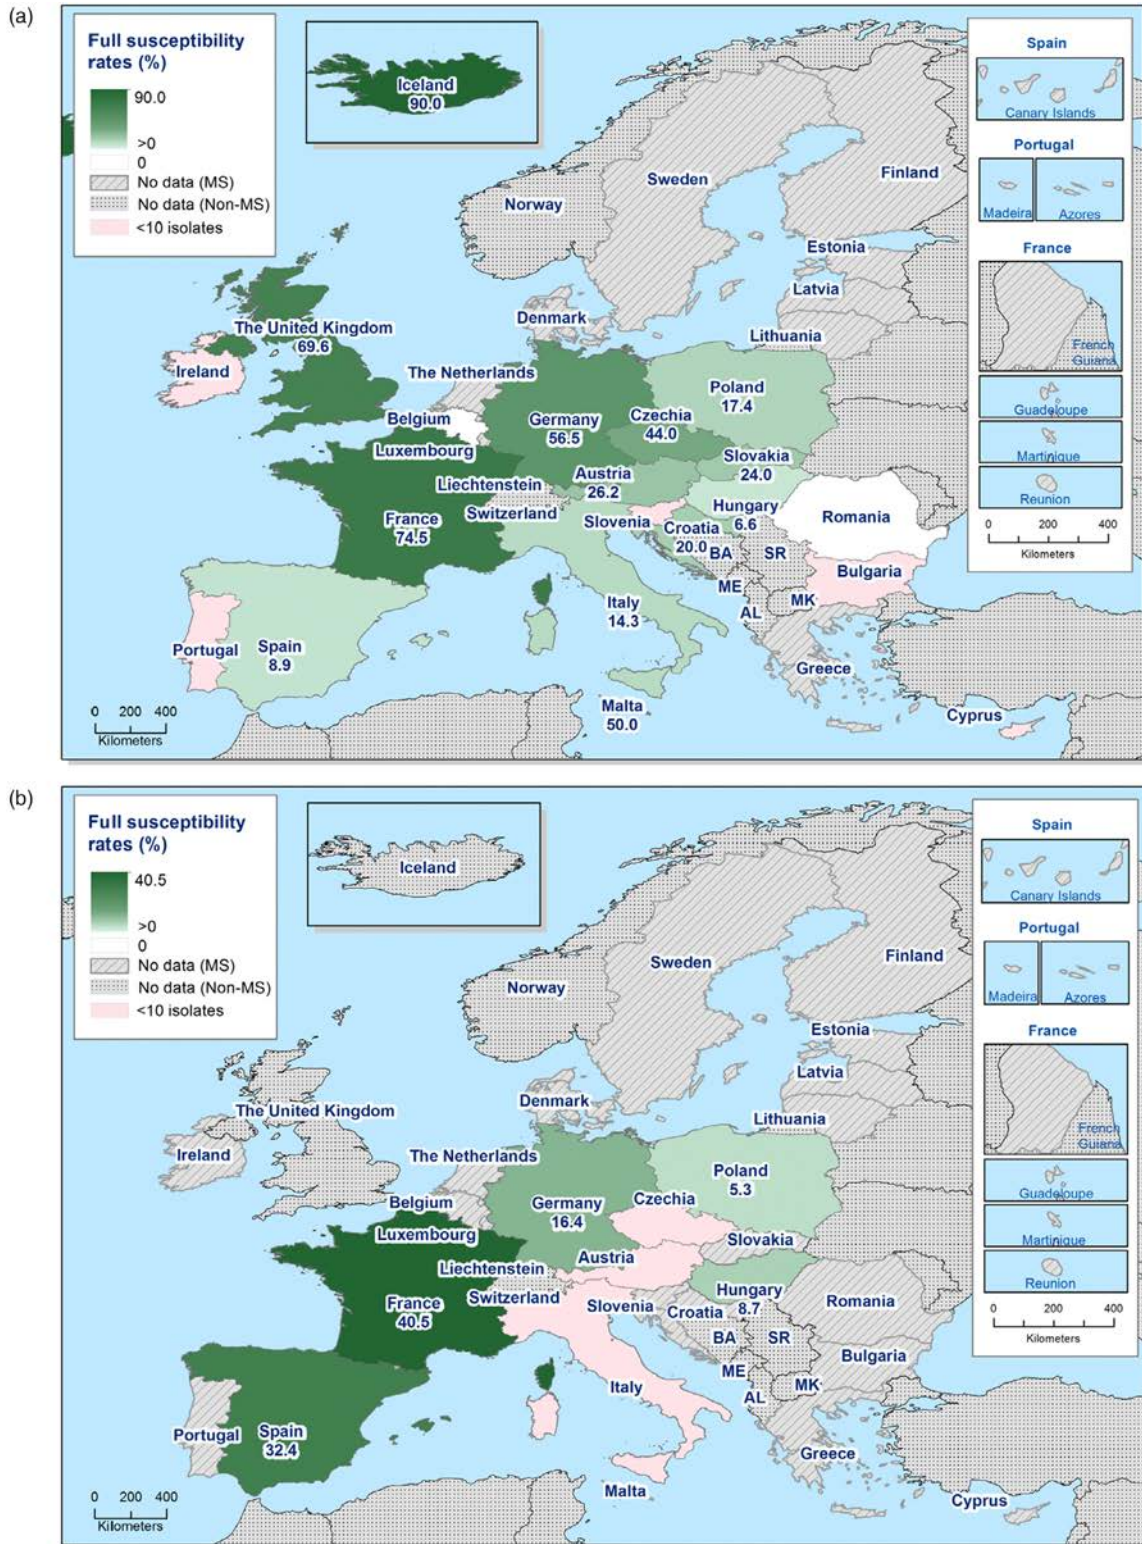 (a)
Full susceptibility
rates (%)
90.0
>0
0
No data (MS)
No data (Non-MS)
<10 isolates
Iceland
90.0
Norway
Sweden
Finland
Estonia
Latvia
Lithuania
Denmark
The United Kingdom
69.6
Ireland
The Netherlands
Belgium
Luxembourg
Germany
56.5
Poland
17.4
Czechia
44.0
Slovakia
24.0
Austria
26.2
Liechtenstein
Switzerland
Hungary
6.6
Slovenia
Croatia
20.0
Romania
France
74.5
BA
SR
Bulgaria
ME
MK
AL
Italy
14.3
Portugal
Spain
8.9
Greece
Malta
50.0
Cyprus
0 200 400
Kilometers
Spain
Canary Islands
Portugal
Madeira
Azores
France
French
Guiana
Guadeloupe
Martinique
Reunion
0 200 400
Kilometers
(b)
Full susceptibility
rates (%)
40.5
>0
0
No data (MS)
No data (Non-MS)
<10 isolates
Iceland
Norway
Sweden
Finland
Estonia
Latvia
Lithuania
Denmark
The United Kingdom
Ireland
The Netherlands
Belgium
Luxembourg
Germany
16.4
Poland
5.3
Czechia
Slovakia
Austria
Liechtenstein
Switzerland
Hungary
8.7
Slovenia
Croatia
Romania
France
40.5
BA
SR
Bulgaria
ME
MK
AL
Italy
Portugal
Spain
32.4
Greece
Malta
Cyprus
0 200 400
Kilometers
Spain
Canary Islands
Portugal
Madeira
Azores
France
French
Guiana
Guadeloupe
Martinique
Reunion
0 200 400
Kilometers